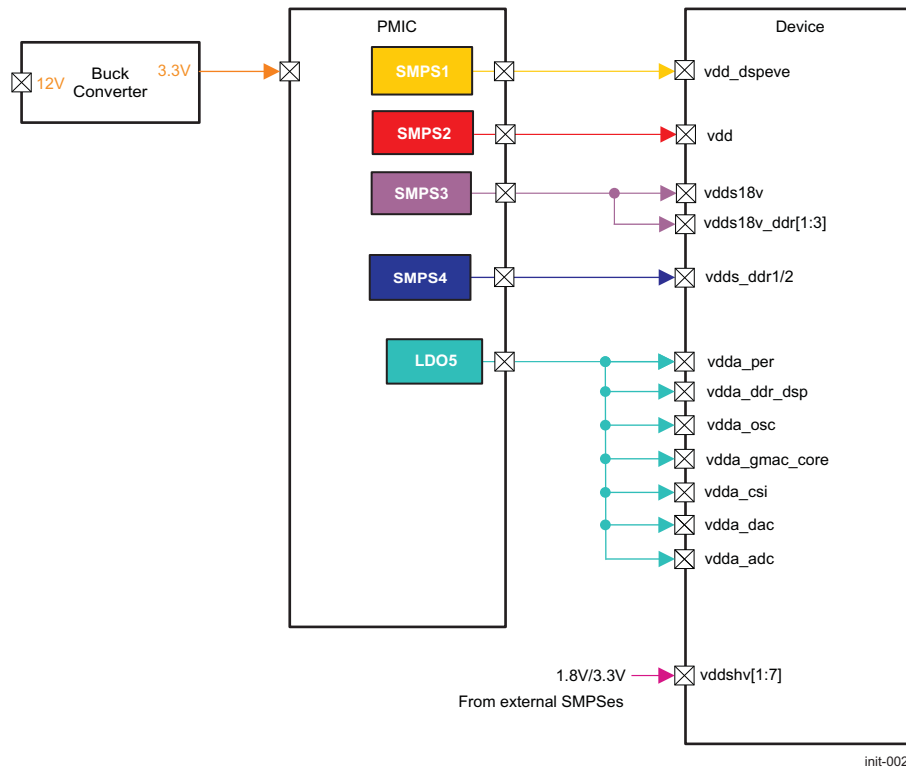 PMIC
Device
Buck
Converter
12V
3.3V
SMPS1
vdd_dspeve
SMPS2
vdd
SMPS3
vdds18v
vdds18v_ddr[1:3]
SMPS4
vdds_ddr1/2
LDO5
vdda_per
vdda_ddr_dsp
vdda_osc
vdda_gmac_core
vdda_csi
vdda_dac
vdda_adc
1.8V/3.3V
vddshv[1:7]
From external SMPSes
init-002